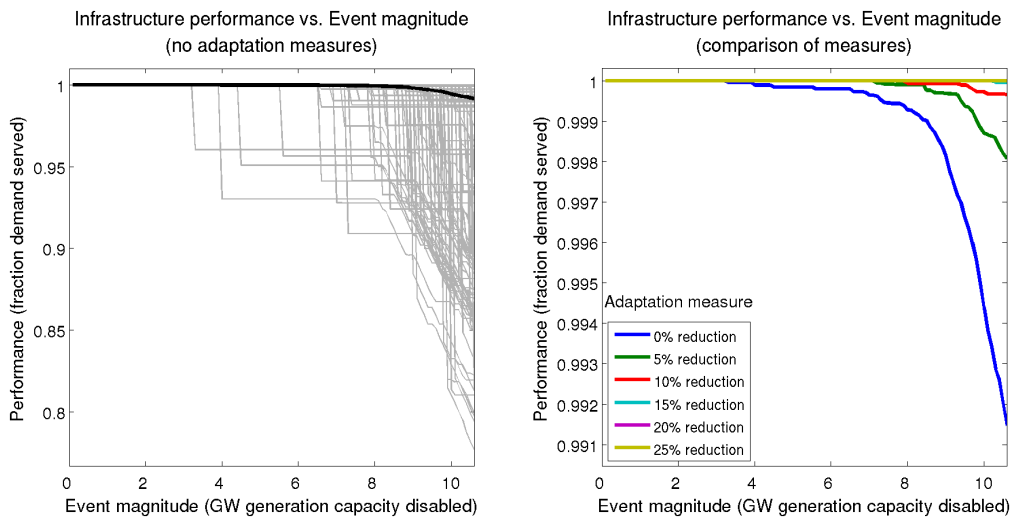 Infrastructure performance vs. Event magnitude
(no adaptation measures)
1
0.95
0.9
0.85
0.8
Performance (fraction demand served)
0 2 4 6 8 10
Event magnitude (GW generation capacity disabled)
Infrastructure performance vs. Event magnitude
(comparison of measures)
1
0.999
0.998
0.997
0.996
0.995
0.994
0.993
0.992
0.991
Performance (fraction demand served)
Adaptation measure
0% reduction
5% reduction
10% reduction
15% reduction
20% reduction
25% reduction
0 2 4 6 8 10
Event magnitude (GW generation capacity disabled)